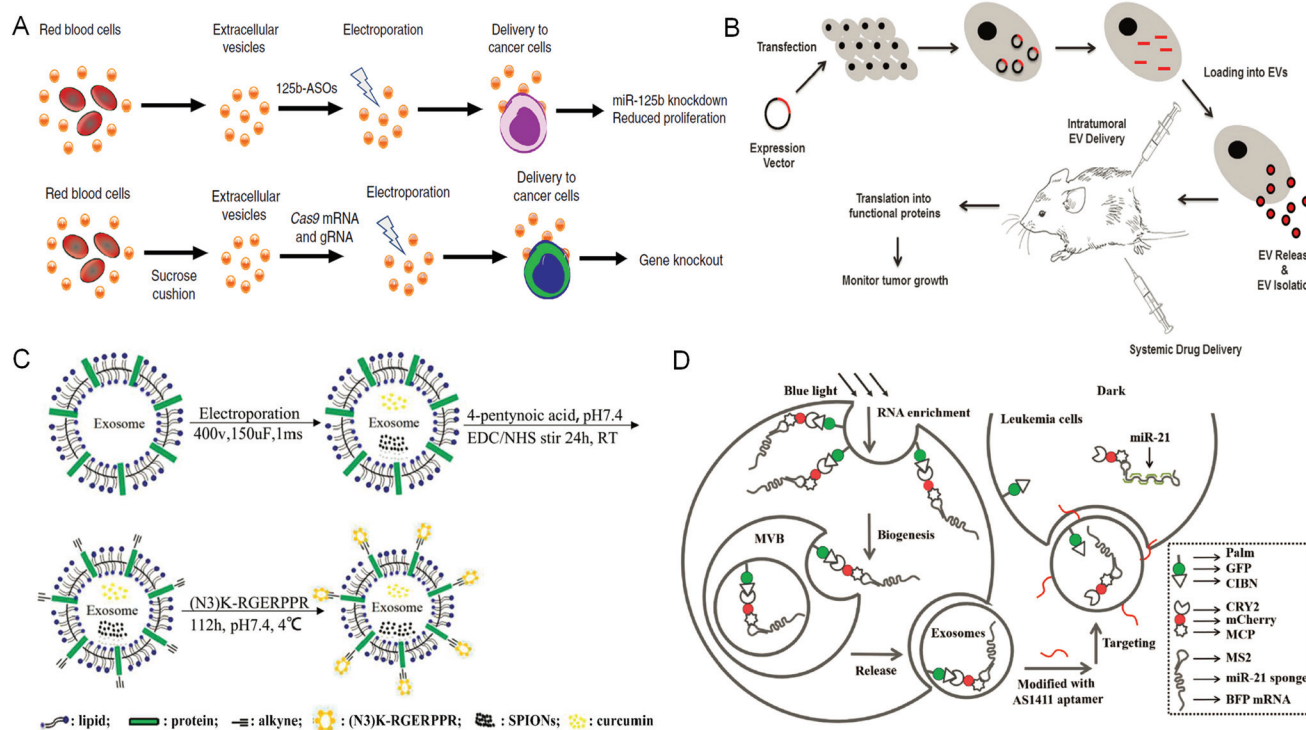 A
Red blood cells
Extracellular
vesicles
Electroporation
Delivery to
cancer cells
125b-ASOs
miR-125b knockdown
Reduced proliferation
Red blood cells
Extracellular
vesicles
Cas9 mRNA
and gRNA
Electroporation
Delivery to
cancer cells
Sucrose
cushion
Gene knockout
B
Transfection
Expression
Vector
Loading into EVs
Intratumoral
EV Delivery
Translation into
functional proteins
Monitor tumor growth
EV Release
&
EV Isolatio
Systemic Drug Delivery
C
Exosome
Electroporation
400v,150uF,1ms
Exosome
4-pentynoic acid, pH7.4
EDC/NHS stir 24h, RT
Exosome
(N3)K-RGERPPR
112h, pH7.4, 4℃
Exosome
: lipid;
: protein;
: alkyne;
: (N3)K-RGERPPR;
: SPIONs;
: curcumin
D
Blue light
RNA enrichment
Dark
Leukemia cells
miR-21
Biogenesis
MVB
Release
Exosomes
Modified with
AS1411 aptamer
Targeting
Palm
GFP
CIBN
CRY2
mCherry
MCP
MS2
miR-21 sponge
BFP mRNA